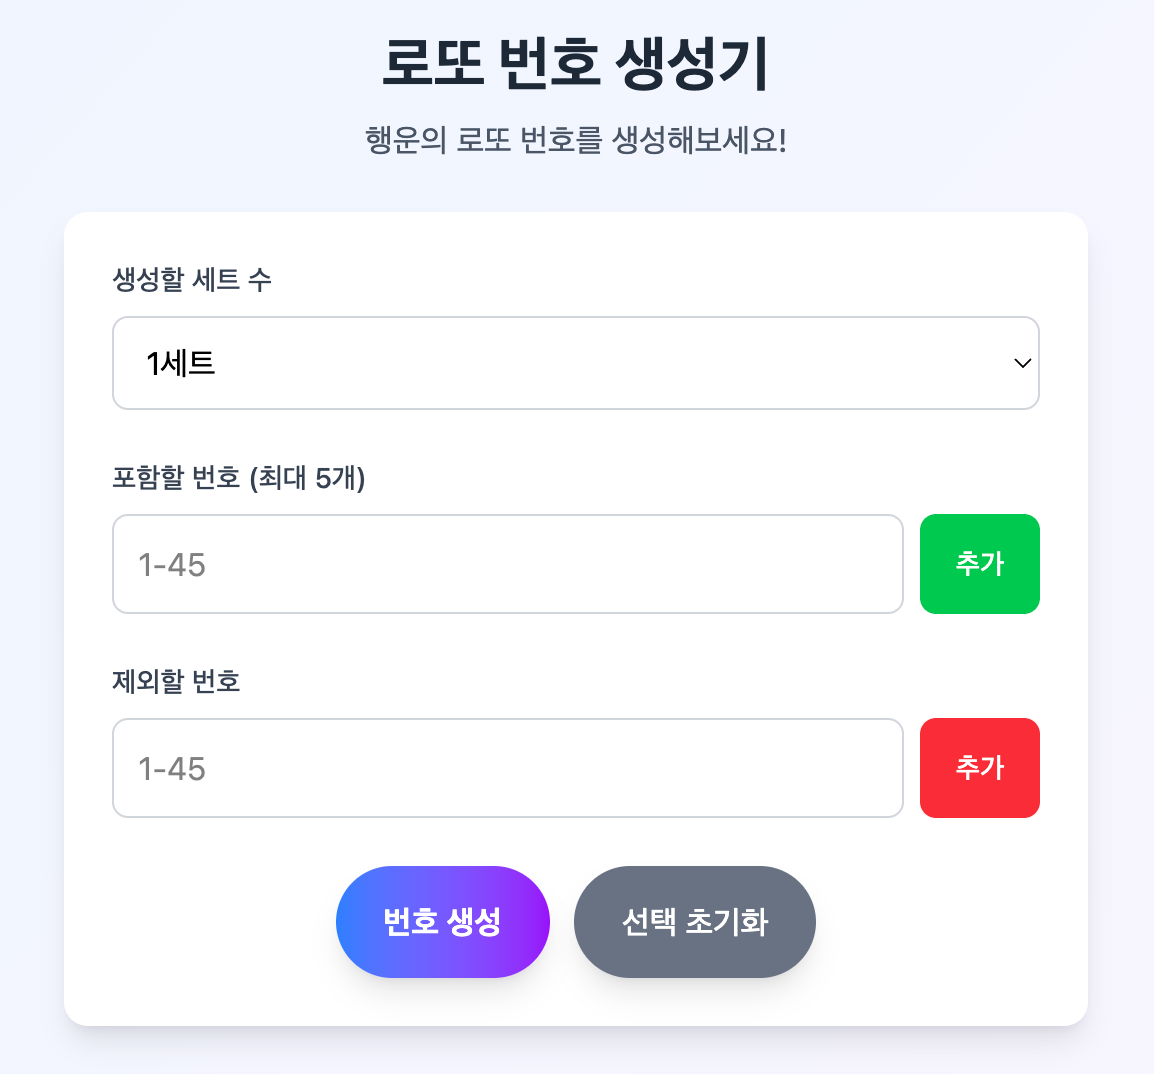 로또 번호 생성기
행운의 로또 번호를 생성해보세요!
생성할 세트 수
1세트
포함할 번호 (최대 5개)
1-45
추가
제외할 번호
1-45
추가
번호 생성
선택 초기화